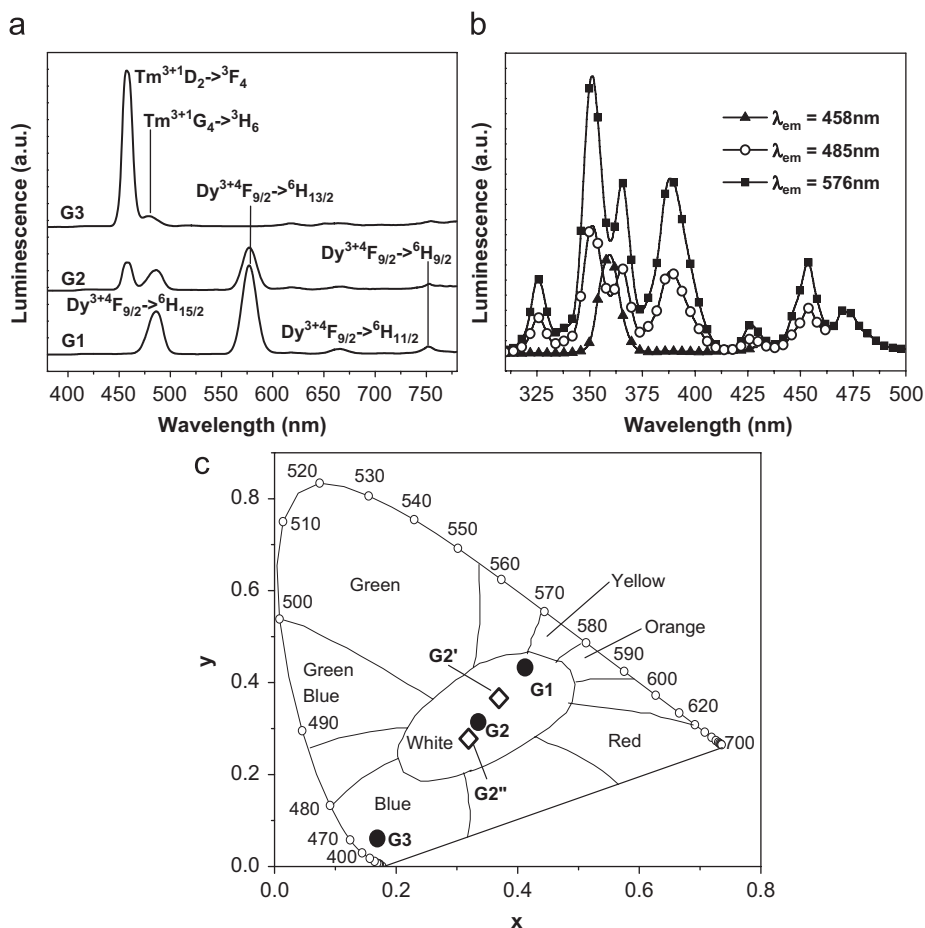 a
Tm³⁺¹D₂->³F₄
Tm³⁺¹G₄->³H₆
Dy³⁺⁴F₉/₂->⁶H₁₃/₂
G3
Dy³⁺⁴F₉/₂->⁶H₉/₂
G2
Dy³⁺⁴F₉/₂->⁶H₁₅/₂
G1
Dy³⁺⁴F₉/₂->⁶H₁₁/₂
Luminescence (a.u.)
400 450 500 550 600 650 700 750
Wavelength (nm)
b
λem = 458nm
λem = 485nm
λem = 576nm
Luminescence (a.u.)
325 350 375 400 425 450 475 500
Wavelength (nm)
c
520
530
540
510
550
560
Yellow
Green
570
500
580
Orange
G2'
590
Green
Blue
G1
600
490
G2
620
White
Red
700
G2"
480
Blue
470
G3
400
y
0.8
0.6
0.4
0.2
0.0
0.0 0.2 0.4 0.6 0.8
x